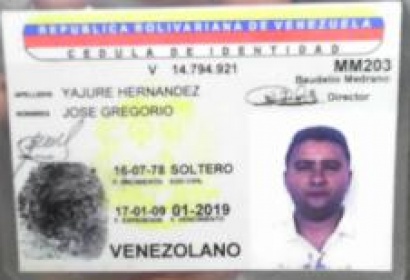 REPUBLICA BOLIVARIANA DE VENEZUELA
CEDULA DE IDENTIDAD
V 14.794.921 MM203
Baudelio Medrano
Director
APELLIDOS YAJURE HERNANDEZ
NOMBRES JOSE GREGORIO
16-07-78 SOLTERO
F. NACIMIENTO EDO CIVIL
17-01-09 01-2019
F. EXPEDICION F. VENCIMIENTO
VENEZOLANO